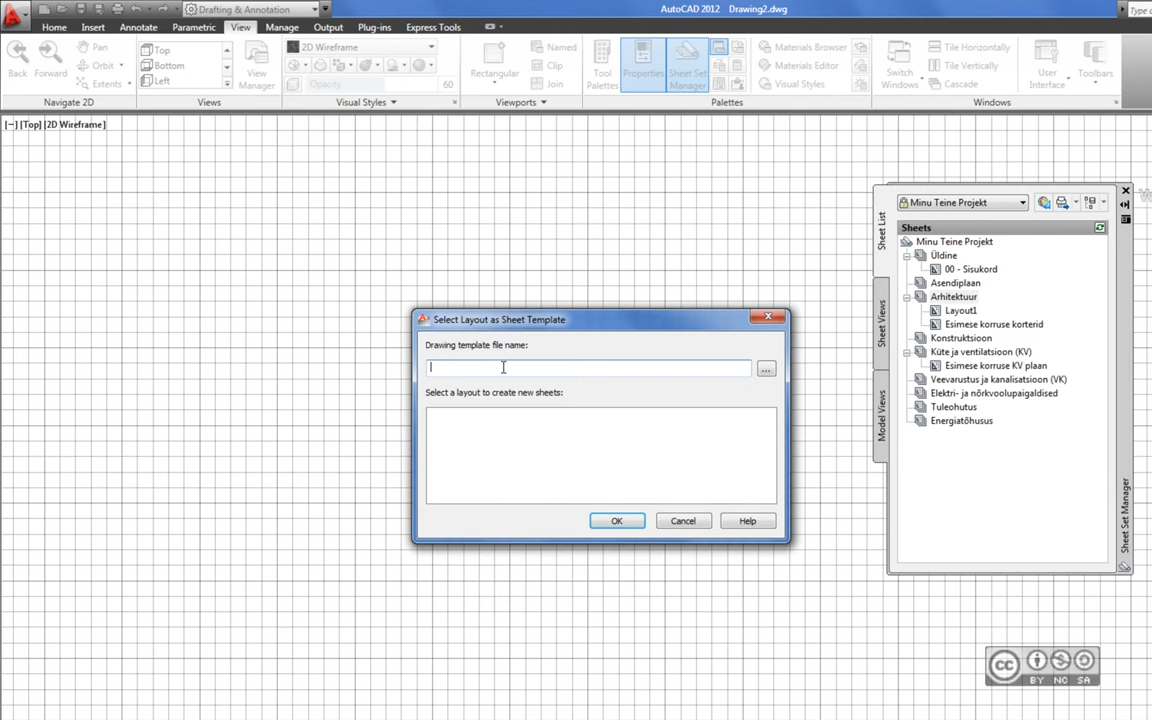 Drafting & Annotation
AutoCAD 2012 Drawing2.dwg
Home Insert Annotate Parametric View Manage Output Plug-ins Express Tools
Back
Forward
Pan
Orbit
Extents
Navigate 2D
Top
Bottom
Left
View Manager
Views
2D Wireframe
Opacity 60
Visual Styles
Rectangular
Named
Clip
Join
Viewports
Tool Palettes
Properties
Sheet Set Manager
Materials Browser
Materials Editor
Visual Styles
Palettes
Switch Windows
Tile Horizontally
Tile Vertically
Cascade
Windows
User Interface
Toolbars
[−] [Top] [2D Wireframe]
Select Layout as Sheet Template
Drawing template file name:
...
Select a layout to create new sheets:
OK Cancel Help
Sheet List
Sheet Views
Model Views
Minu Teine Projekt
Sheets
Minu Teine Projekt
Üldine
00 - Sisukord
Asendiplaan
Arhitektuur
Layout1
Esimese korruse korterid
Konstruktsioon
Küte ja ventilatsioon (KV)
Esimese korruse KV plaan
Veevarustus ja kanalisatsioon (VK)
Elektri- ja nõrkvoolupaigaldised
Tuleohutus
Energiatõhusus
Sheet Set Manager
cc
BY NC SA